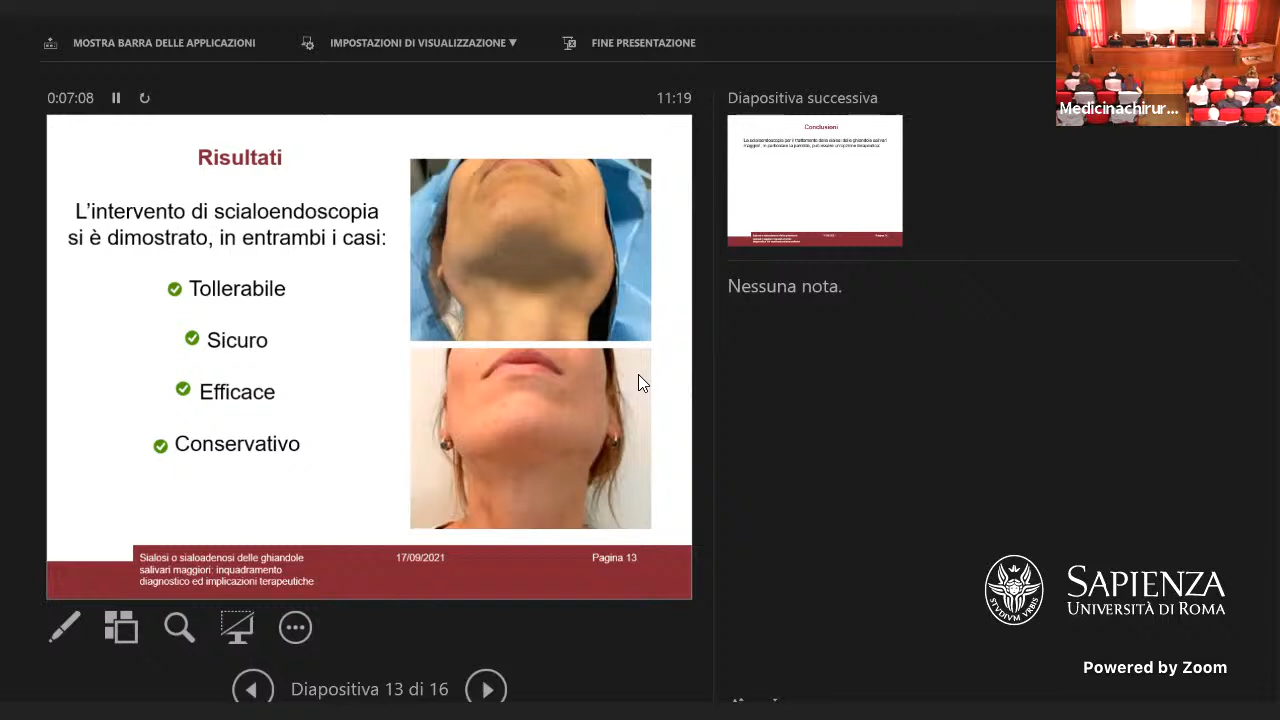 MOSTRA BARRA DELLE APPLICAZIONI
IMPOSTAZIONI DI VISUALIZZAZIONE ▼
FINE PRESENTAZIONE
0:07:08
11:19
Risultati
L'intervento di scialoendoscopia
si è dimostrato, in entrambi i casi:
Tollerabile
Sicuro
Efficace
Conservativo
Sialosi o sialoadenosi delle ghiandole
salivari maggiori: inquadramento
diagnostico ed implicazioni terapeutiche
17/09/2021
Pagina 13
Diapositiva 13 di 16
Diapositiva successiva
Conclusioni
Nessuna nota.
Medicinachirur...
STVDIVM VRBIS
SAPIENZA
UNIVERSITÀ DI ROMA
Powered by Zoom